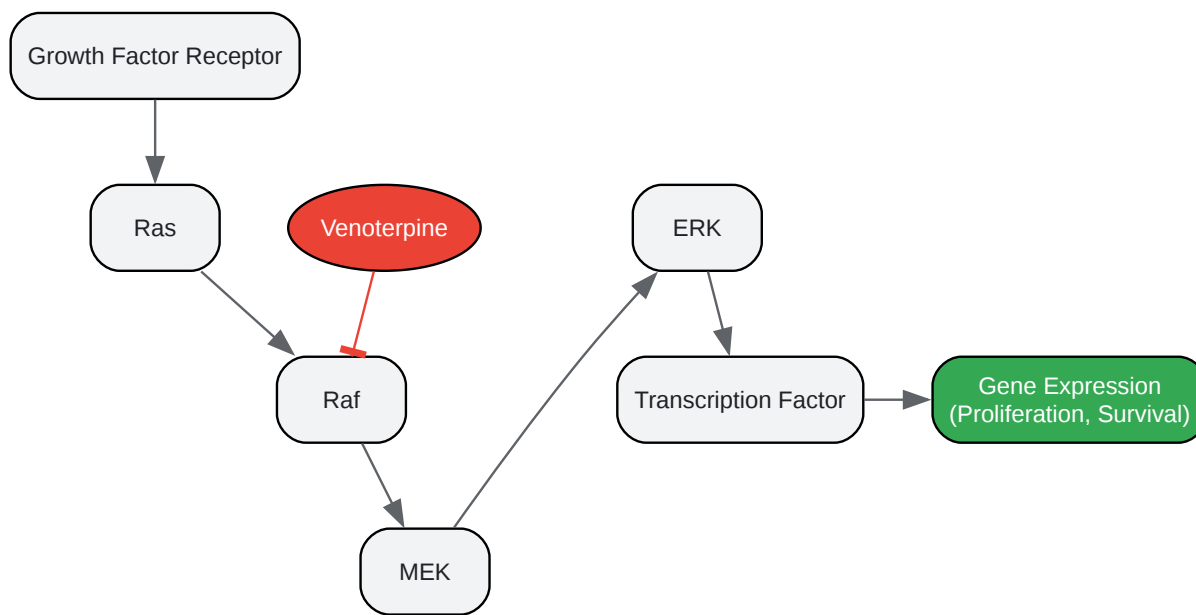 Growth Factor Receptor
Ras
Venoterpine
ERK
Raf
Transcription Factor
Gene Expression
(Proliferation, Survival)
MEK